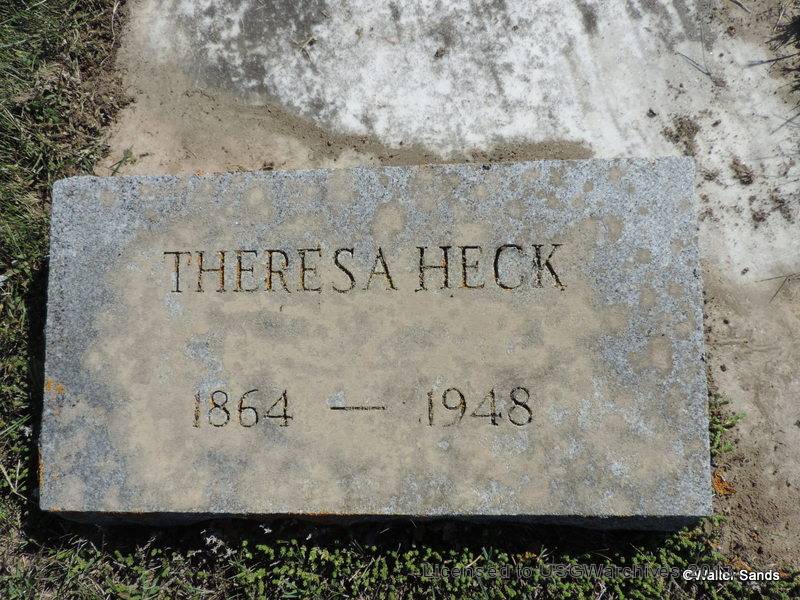 THERESA HECK
1864 — 1948
Licensed to USGWarchives
©Walter Sands